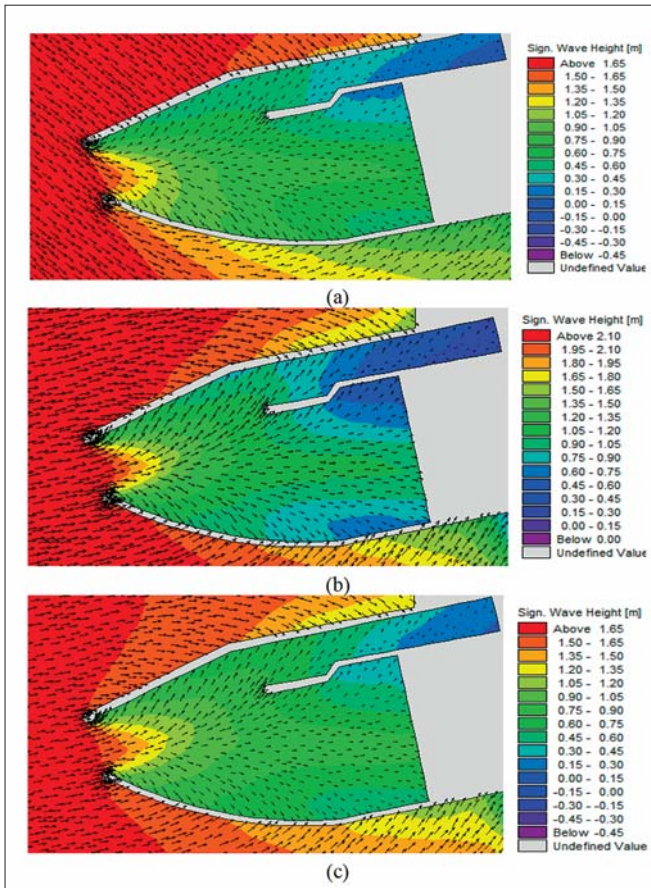 Sign. Wave Height [m]
Above 1.65
1.50 - 1.65
1.35 - 1.50
1.20 - 1.35
1.05 - 1.20
0.90 - 1.05
0.75 - 0.90
0.60 - 0.75
0.45 - 0.60
0.30 - 0.45
0.15 - 0.30
0.00 - 0.15
-0.15 - 0.00
-0.30 - -0.15
-0.45 - -0.30
Below -0.45
Undefined Value
(a)
Sign. Wave Height [m]
Above 2.10
1.95 - 2.10
1.80 - 1.95
1.65 - 1.80
1.50 - 1.65
1.35 - 1.50
1.20 - 1.35
1.05 - 1.20
0.90 - 1.05
0.75 - 0.90
0.60 - 0.75
0.45 - 0.60
0.30 - 0.45
0.15 - 0.30
0.00 - 0.15
Below 0.00
Undefined Value
(b)
Sign. Wave Height [m]
Above 1.65
1.50 - 1.65
1.35 - 1.50
1.20 - 1.35
1.05 - 1.20
0.90 - 1.05
0.75 - 0.90
0.60 - 0.75
0.45 - 0.60
0.30 - 0.45
0.15 - 0.30
0.00 - 0.15
-0.15 - 0.00
-0.30 - -0.15
-0.45 - -0.30
Below -0.45
Undefined Value
(c)